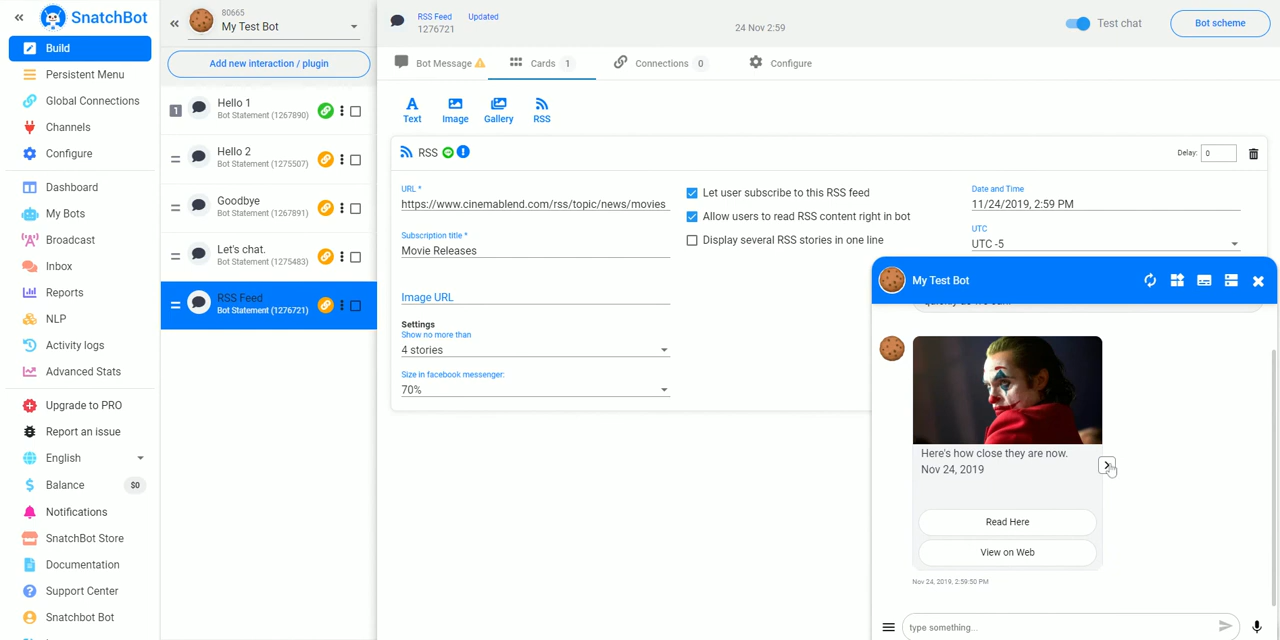 SnatchBot
Build
Persistent Menu
Global Connections
Channels
Configure
Dashboard
My Bots
Broadcast
Inbox
Reports
NLP
Activity logs
Advanced Stats
Upgrade to PRO
Report an issue
English
Balance $0
Notifications
SnatchBot Store
Documentation
Support Center
Snatchbot Bot
80665
My Test Bot
Add new interaction / plugin
1
Hello 1
Bot Statement (1267890)
Hello 2
Bot Statement (1275507)
Goodbye
Bot Statement (1267891)
Let's chat.
Bot Statement (1275483)
RSS Feed
Bot Statement (1276721)
RSS Feed Updated
1276721
24 Nov 2:59
Test chat
Bot scheme
Bot Message
Cards 1
Connections 0
Configure
Text
Image
Gallery
RSS
RSS
Delay: 0
URL *
https://www.cinemablend.com/rss/topic/news/movies
Subscription title *
Movie Releases
Image URL
Settings
Show no more than
4 stories
Size in facebook messenger:
70%
Let user subscribe to this RSS feed
Allow users to read RSS content right in bot
Display several RSS stories in one line
Date and Time
11/24/2019, 2:59 PM
UTC
UTC -5
My Test Bot
Here's how close they are now.
Nov 24, 2019
Read Here
View on Web
Nov 24, 2019, 2:59:50 PM
type something...